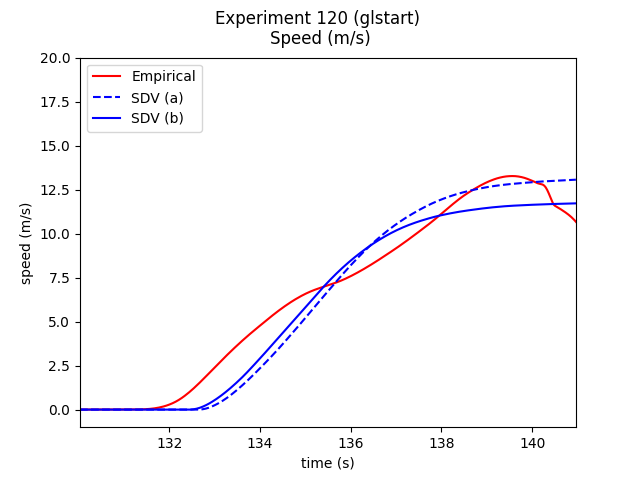 Experiment 120 (glstart)
Speed (m/s)
20.0
17.5
15.0
12.5
10.0
7.5
5.0
2.5
0.0
speed (m/s)
Empirical
SDV (a)
SDV (b)
132
134
136
138
140
time (s)